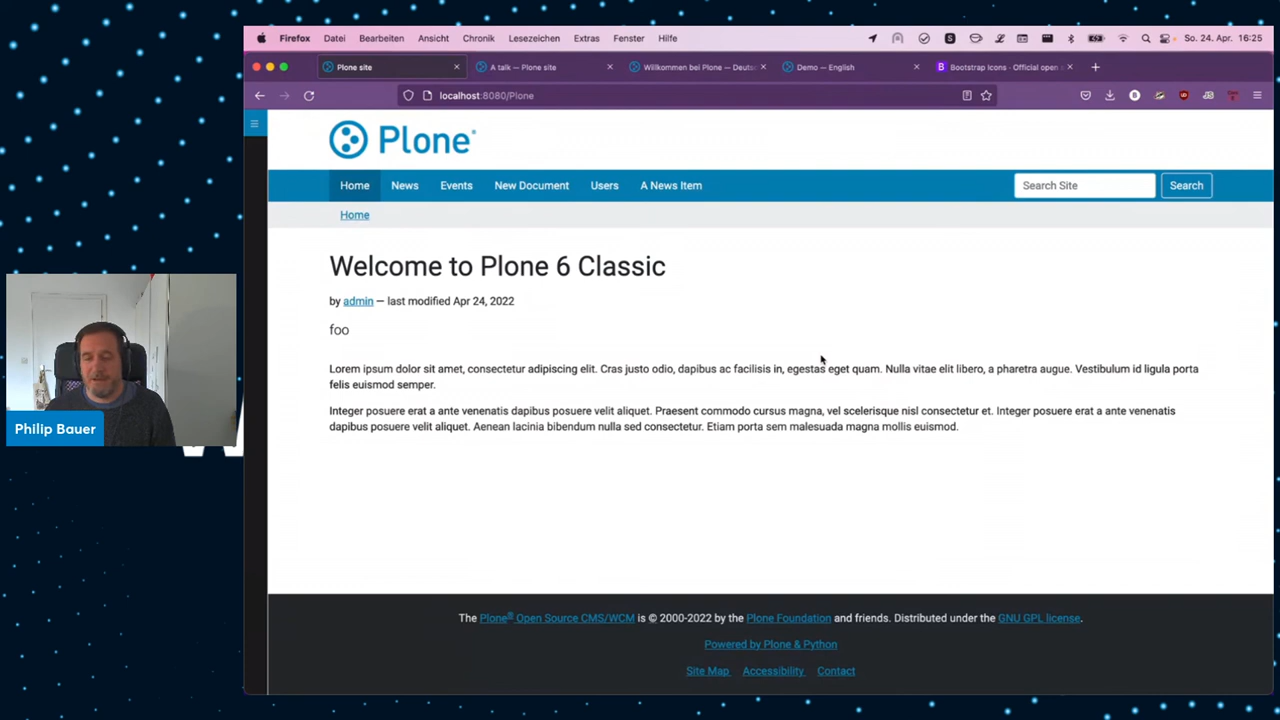 Firefox Datei Bearbeiten Ansicht Chronik Lesezeichen Extras Fenster Hilfe So. 24. Apr. 16:25
Plone site A talk — Plone site Willkommen bei Plone — Deuts Demo — English Bootstrap Icons · Official open
localhost:8080/Plone
Plone®
Home News Events New Document Users A News Item Search Site Search
Home
Welcome to Plone 6 Classic
by admin — last modified Apr 24, 2022
foo
Lorem ipsum dolor sit amet, consectetur adipiscing elit. Cras justo odio, dapibus ac facilisis in, egestas eget quam. Nulla vitae elit libero, a pharetra augue. Vestibulum id ligula porta
felis euismod semper.
Integer posuere erat a ante venenatis dapibus posuere velit aliquet. Praesent commodo cursus magna, vel scelerisque nisl consectetur et. Integer posuere erat a ante venenatis
dapibus posuere velit aliquet. Aenean lacinia bibendum nulla sed consectetur. Etiam porta sem malesuada magna mollis euismod.
Philip Bauer
The Plone® Open Source CMS/WCM is © 2000-2022 by the Plone Foundation and friends. Distributed under the GNU GPL license.
Powered by Plone & Python
Site Map Accessibility Contact